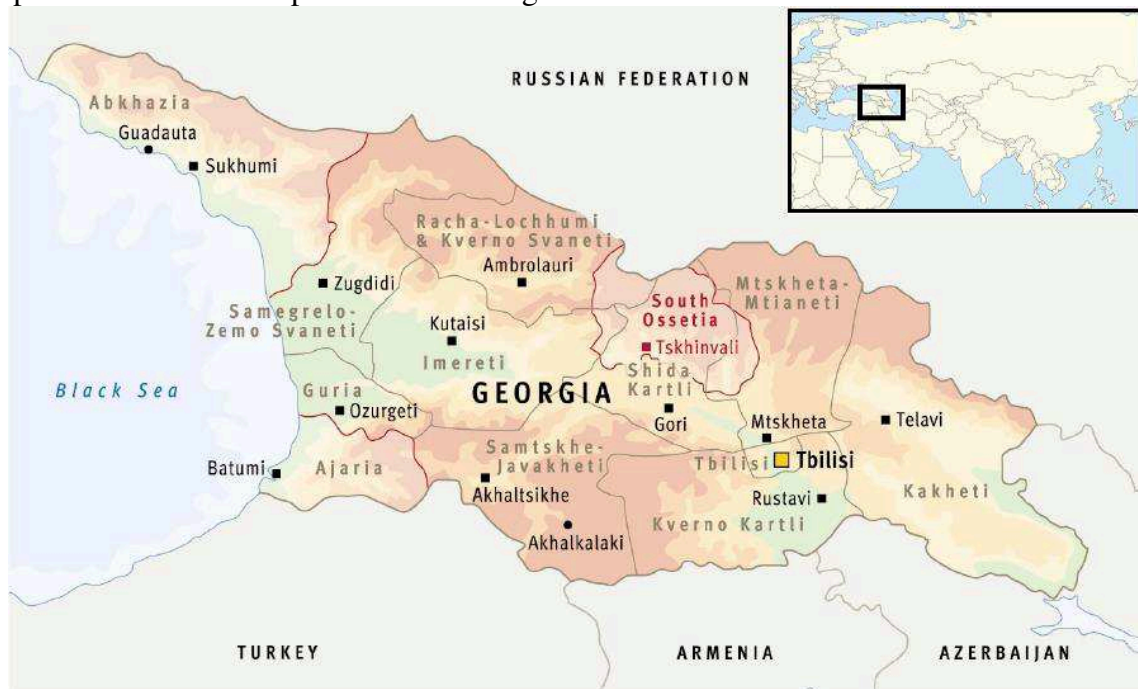 RUSSIAN FEDERATION
Abkhazia
Guadauta
Sukhumi
Racha-Lochhumi
& Kverno Svaneti
Ambrolauri
Mtskheta-
Mtianeti
Zugdidi
South
Ossetia
Samegrelo-
Zemo Svaneti
Kutaisi
Tskhinvali
Imereti
Shida
Kartli
Black Sea
GEORGIA
Guria
Ozurgeti
Gori
Mtskheta
Telavi
Samtskhe-
Javakheti
Batumi
Ajaria
Tbilisi
Tbilisi
Akhaltsikhe
Rustavi
Kakheti
Kverno Kartli
Akhalkalaki
TURKEY
ARMENIA
AZERBAIJAN